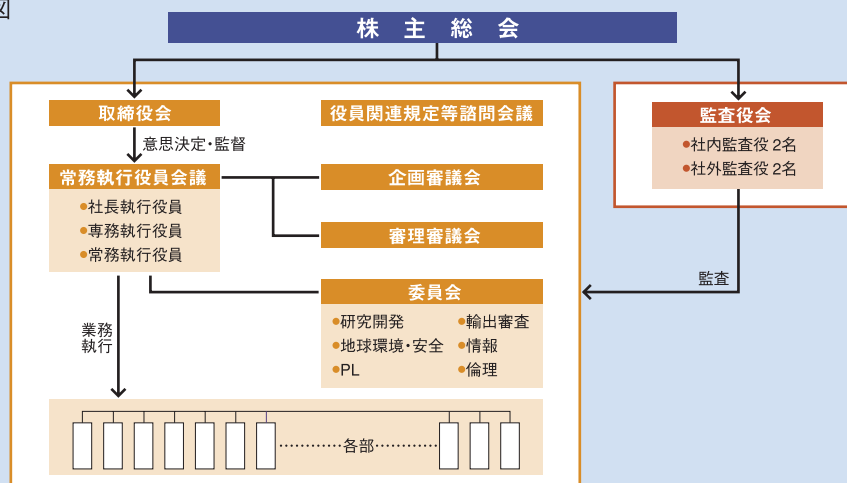 図
株主総会
取締役会
役員関連規定等諮問会議
監査役会
意思決定・監督
●社内監査役 2名
●社外監査役 2名
常務執行役員会議
企画審議会
●社長執行役員
●専務執行役員
●常務執行役員
審理審議会
監査
委員会
●研究開発 ●輸出審査
●地球環境・安全 ●情報
●PL ●倫理
業務
執行
各部